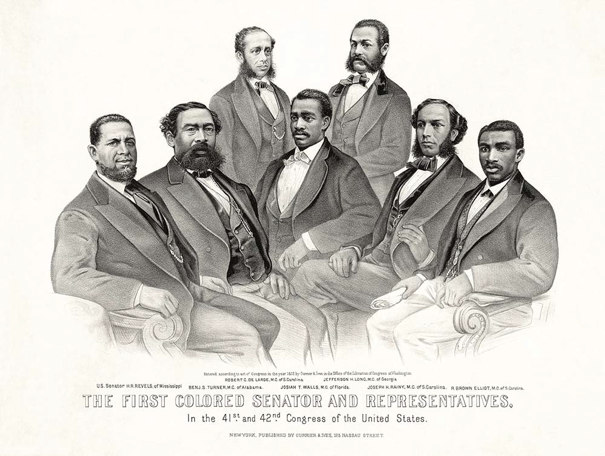 Entered according to act of Congress in the year 1872 by Currier & Ives in the Office of the Librarian of Congress at Washington
ROBERT C. DE LARGE, M.C. of S. Carolina. JEFFERSON H. LONG, M.C. of Georgia.
U.S. Senator H.R. REVELS, of Mississippi BENJ. S. TURNER, M.C. of Alabama. JOSIAH T. WALLS, M.C. of Florida. JOSEPH H. RAINY, M.C. of S. Carolina. R. BROWN ELLIOT, M.C. of S. Carolina.
THE FIRST COLORED SENATOR AND REPRESENTATIVES,
In the 41st and 42nd Congress of the United States.
NEW YORK, PUBLISHED BY CURRIER & IVES, 125 NASSAU STREET.